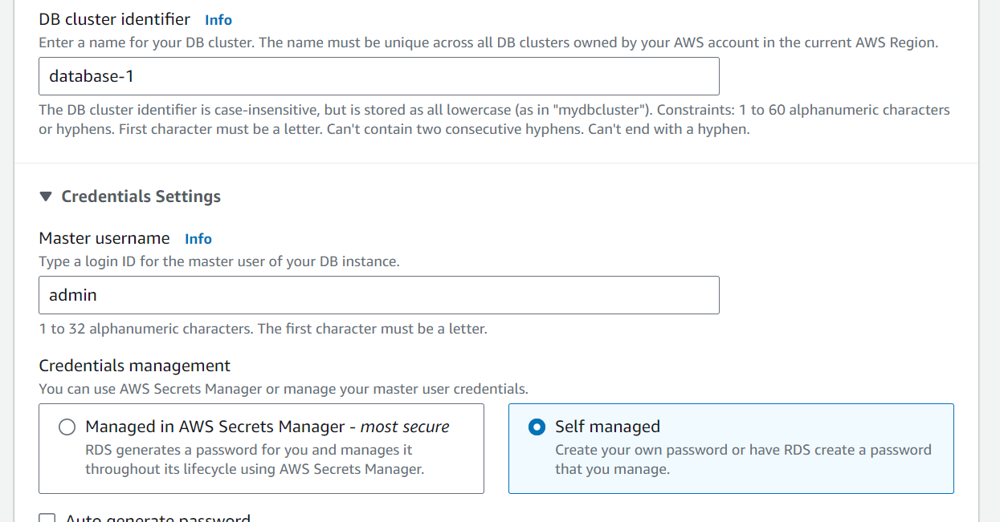 DB cluster identifier Info
Enter a name for your DB cluster. The name must be unique across all DB clusters owned by your AWS account in the current AWS Region.
database-1
The DB cluster identifier is case-insensitive, but is stored as all lowercase (as in "mydbcluster"). Constraints: 1 to 60 alphanumeric characters
or hyphens. First character must be a letter. Can't contain two consecutive hyphens. Can't end with a hyphen.
Credentials Settings
Master username Info
Type a login ID for the master user of your DB instance.
admin
1 to 32 alphanumeric characters. The first character must be a letter.
Credentials management
You can use AWS Secrets Manager or manage your master user credentials.
Managed in AWS Secrets Manager - most secure
RDS generates a password for you and manages it
throughout its lifecycle using AWS Secrets Manager.
Self managed
Create your own password or have RDS create a password
that you manage.
Auto generate password